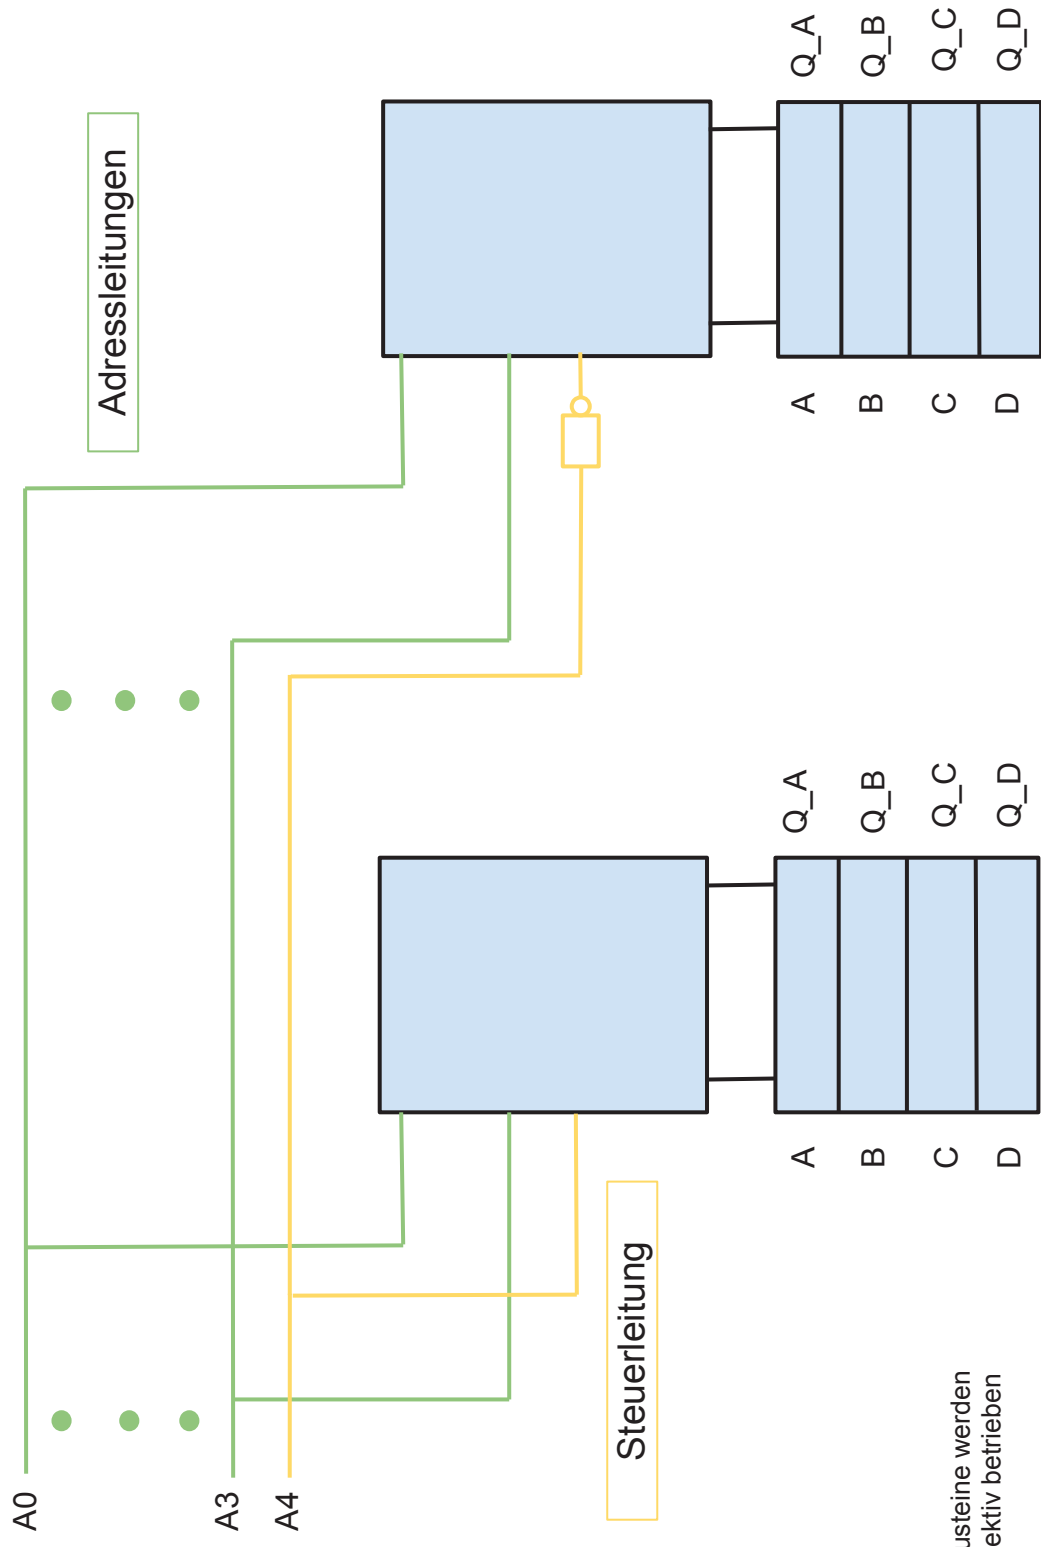 A0
Adressleitungen
A3
A4
Steuerleitung
A
Q_A
A
Q_A
B
Q_B
B
Q_B
C
Q_C
C
Q_C
D
Q_D
D
Q_D
usteine werden
ektiv betrieben